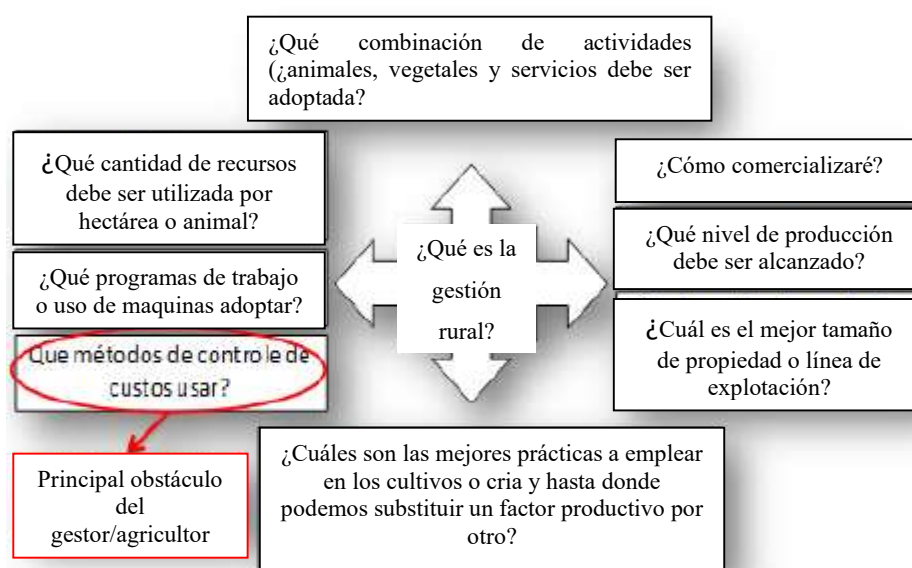 ¿Qué combinación de actividades
(¿animales, vegetales y servicios debe ser
adoptada?
¿Qué cantidad de recursos
debe ser utilizada por
hectárea o animal?
¿Qué programas de trabajo
o uso de maquinas adoptar?
Que métodos de controle de
custos usar?
Principal obstáculo
del
gestor/agricultor
¿Qué es la
gestión
rural?
¿Cómo comercializaré?
¿Qué nivel de producción
debe ser alcanzado?
¿Cuál es el mejor tamaño
de propiedad o línea de
explotación?
¿Cuáles son las mejores prácticas a emplear
en los cultivos o cria y hasta donde
podemos substituir un factor productivo por
otro?